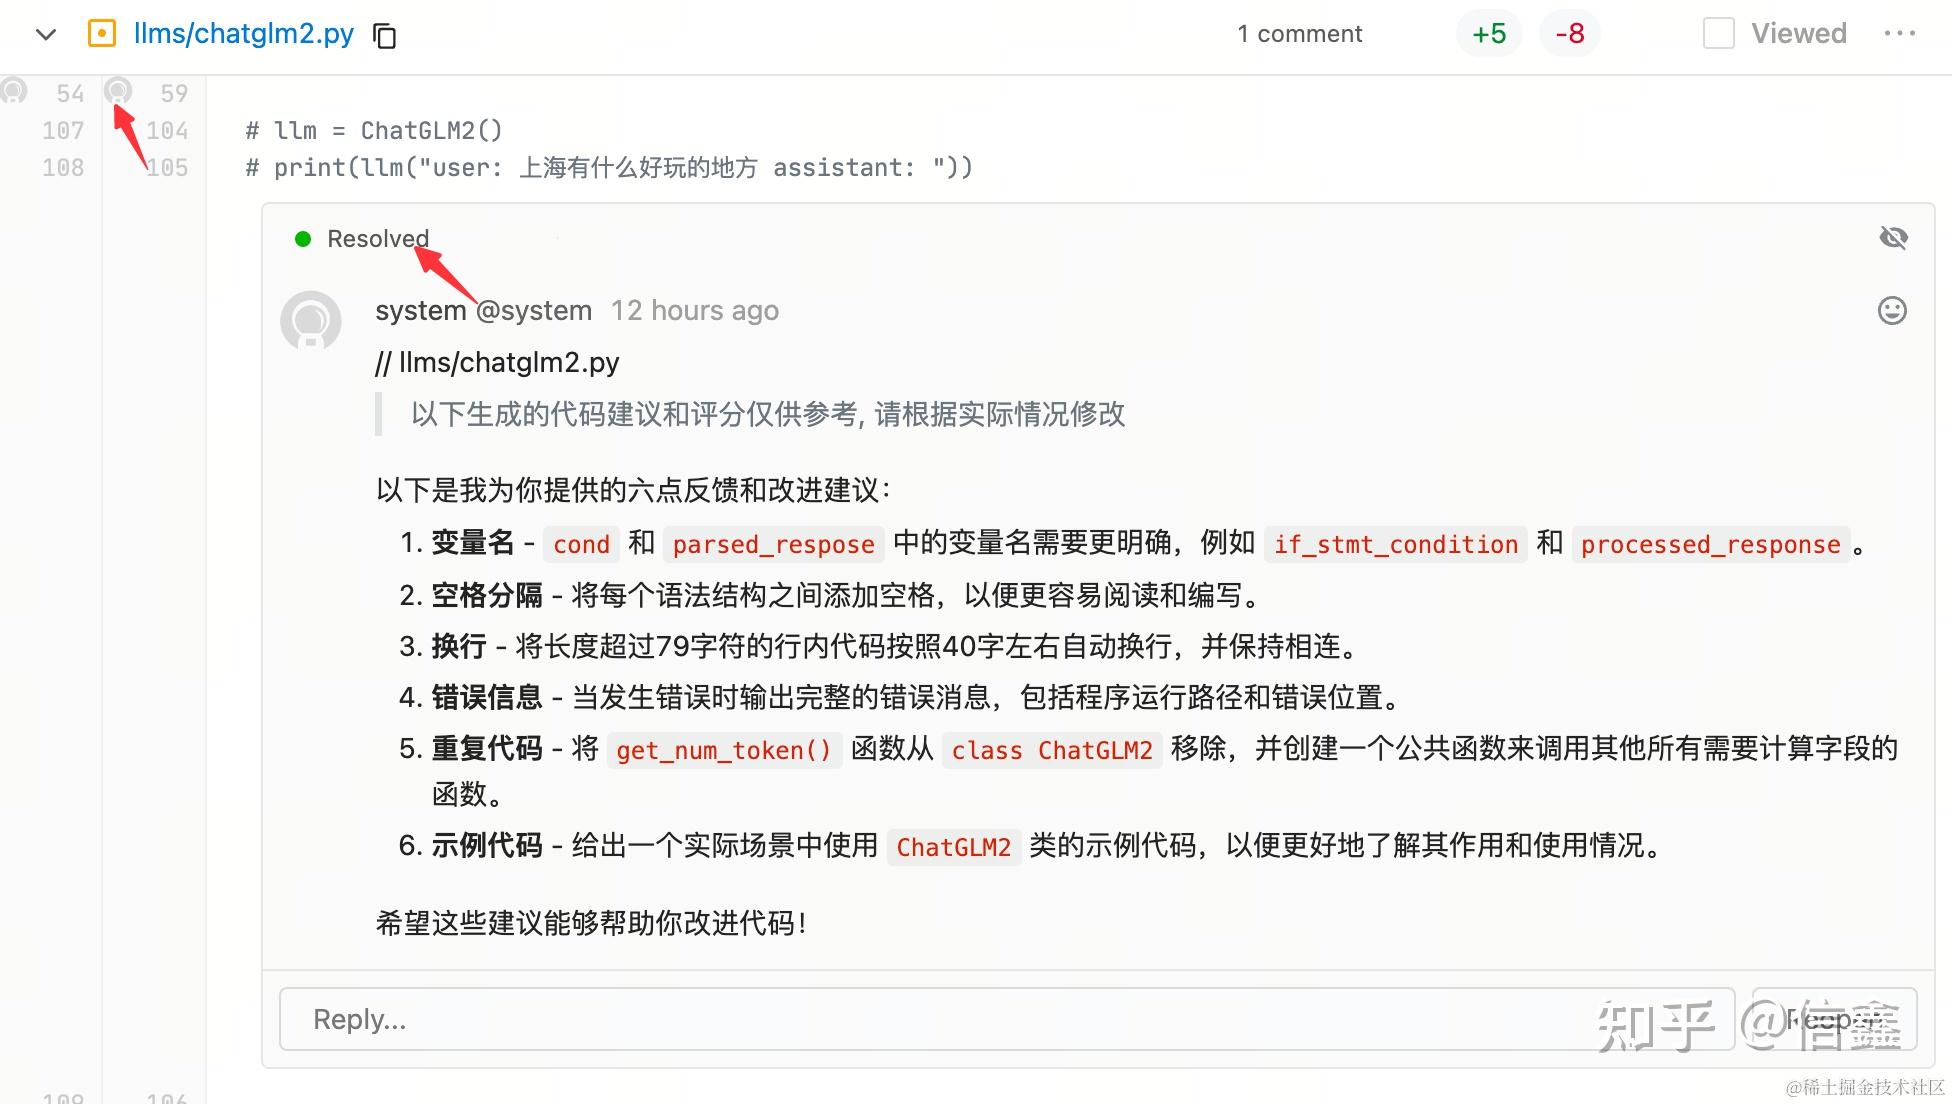 llms/chatglm2.py 1 comment +5 -8 Viewed
54 59
107 104 # llm = ChatGLM2()
108 105 # print(llm("user: 上海有什么好玩的地方 assistant: "))
Resolved
system @system 12 hours ago
// llms/chatglm2.py
以下生成的代码建议和评分仅供参考, 请根据实际情况修改
以下是我为你提供的六点反馈和改进建议：
1. 变量名 - cond 和 parsed_respose 中的变量名需要更明确，例如 if_stmt_condition 和 processed_response 。
2. 空格分隔 - 将每个语法结构之间添加空格，以便更容易阅读和编写。
3. 换行 - 将长度超过79字符的行内代码按照40字左右自动换行，并保持相连。
4. 错误信息 - 当发生错误时输出完整的错误消息，包括程序运行路径和错误位置。
5. 重复代码 - 将 get_num_token() 函数从 class ChatGLM2 移除，并创建一个公共函数来调用其他所有需要计算字段的
函数。
6. 示例代码 - 给出一个实际场景中使用 ChatGLM2 类的示例代码，以便更好地了解其作用和使用情况。
希望这些建议能够帮助你改进代码！
Reply...
知乎 @信鑫
@稀土掘金技术社区
109 106